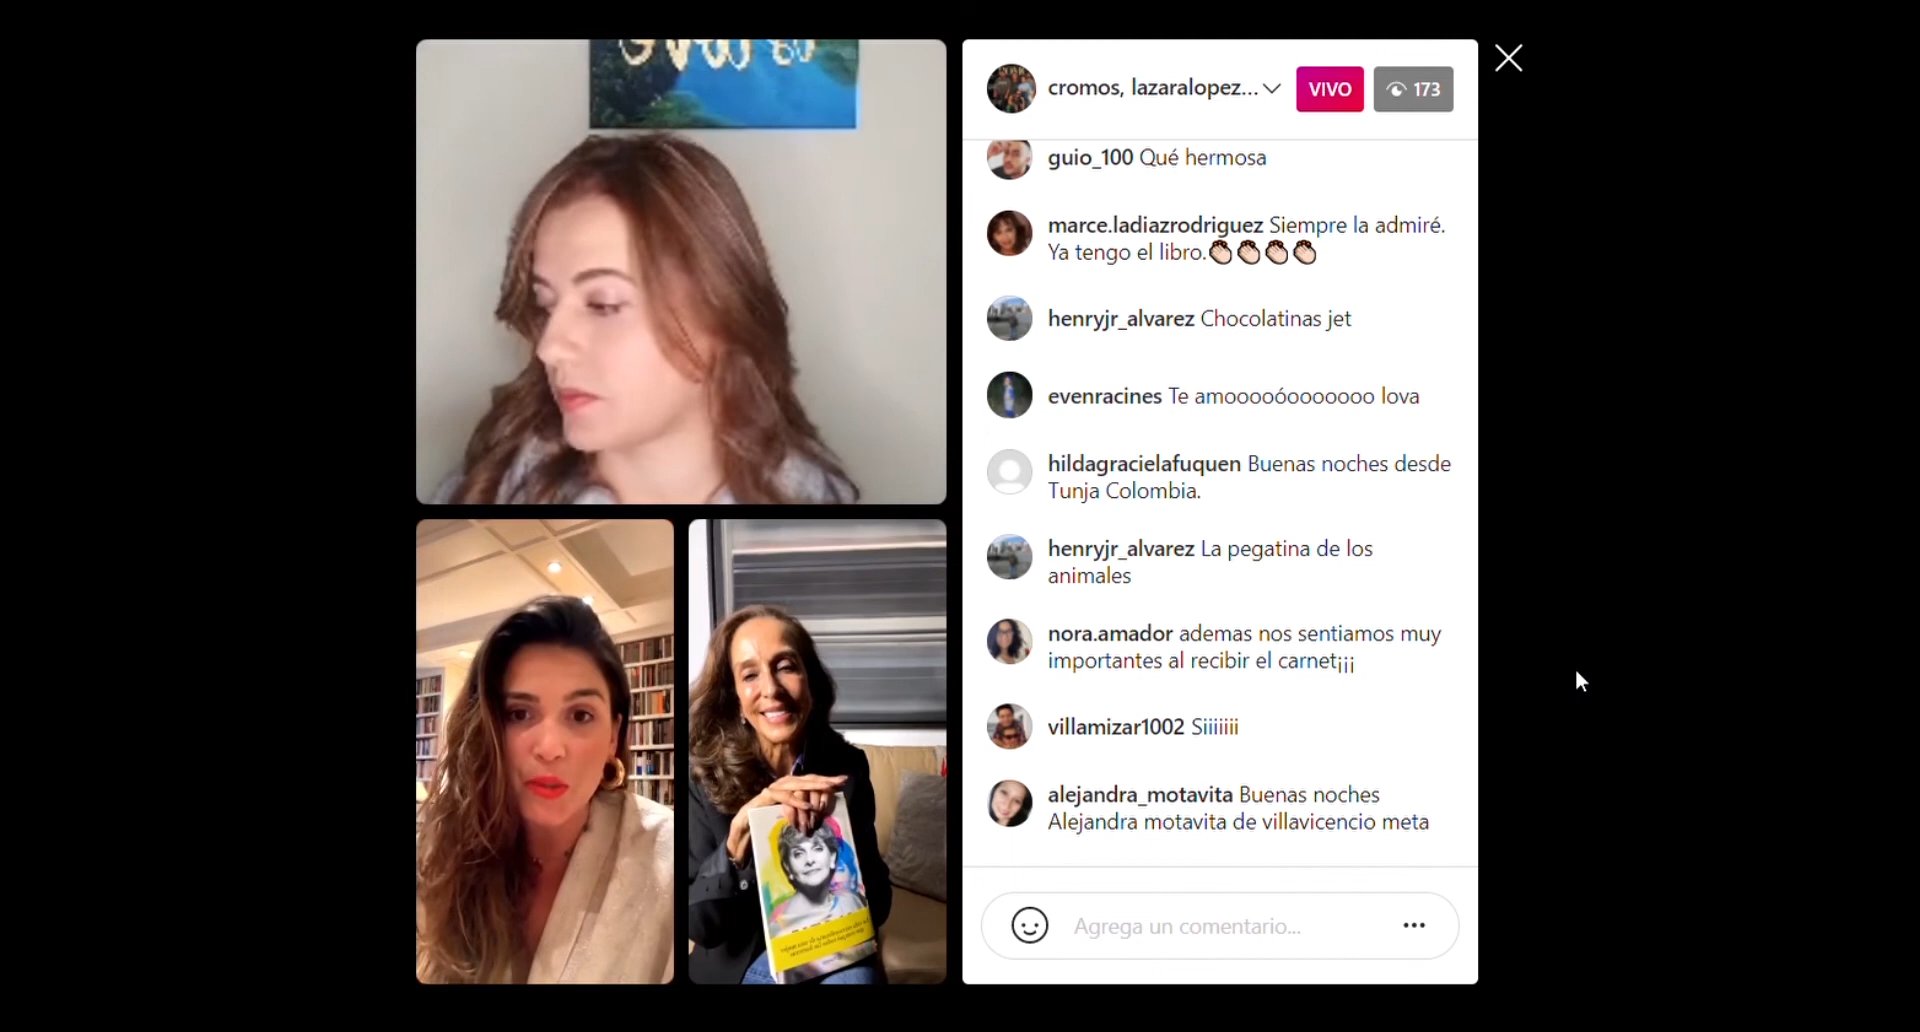 cromos, lazaralopez...
VIVO
173
guio_100 Qué hermosa
marce.ladiazrodriguez Siempre la admiré.
Ya tengo el libro.👏🏻👏🏻👏🏻👏🏻
henryjr_alvarez Chocolatinas jet
evenracines Te amooooóooooooo lova
hildagracielafuquen Buenas noches desde
Tunja Colombia.
henryjr_alvarez La pegatina de los
animales
nora.amador ademas nos sentiamos muy
importantes al recibir el carnet¡¡¡
villamizar1002 Siiiiiii
alejandra_motavita Buenas noches
Alejandra motavita de villavicencio meta
Agrega un comentario...